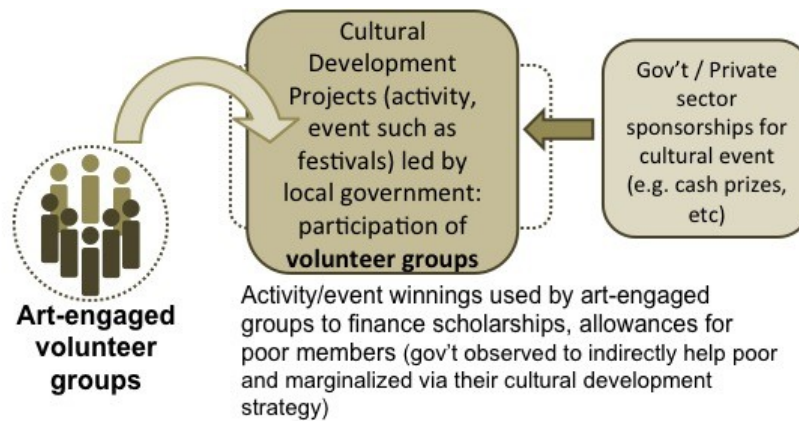 Cultural
Development
Projects (activity,
event such as
festivals) led by
local government:
participation of
volunteer groups
Gov't / Private
sector
sponsorships for
cultural event
(e.g. cash prizes,
etc)
Art-engaged
volunteer
groups
Activity/event winnings used by art-engaged
groups to finance scholarships, allowances for
poor members (gov't observed to indirectly help poor
and marginalized via their cultural development
strategy)